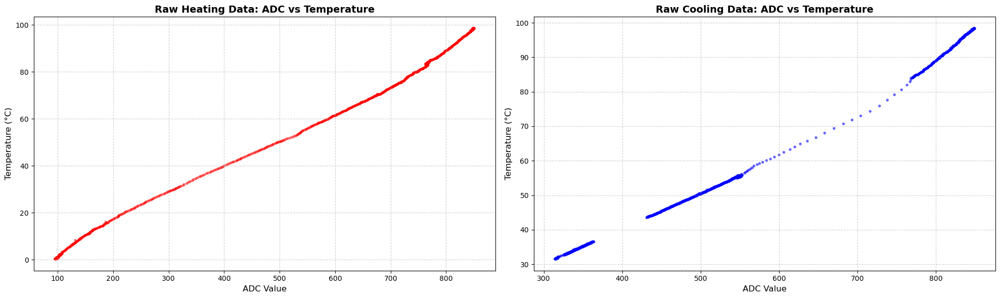 Raw Heating Data: ADC vs Temperature
Temperature (°C)
100
80
60
40
20
0
100 200 300 400 500 600 700 800
ADC Value
Raw Cooling Data: ADC vs Temperature
Temperature (°C)
100
90
80
70
60
50
40
30
300 400 500 600 700 800
ADC Value